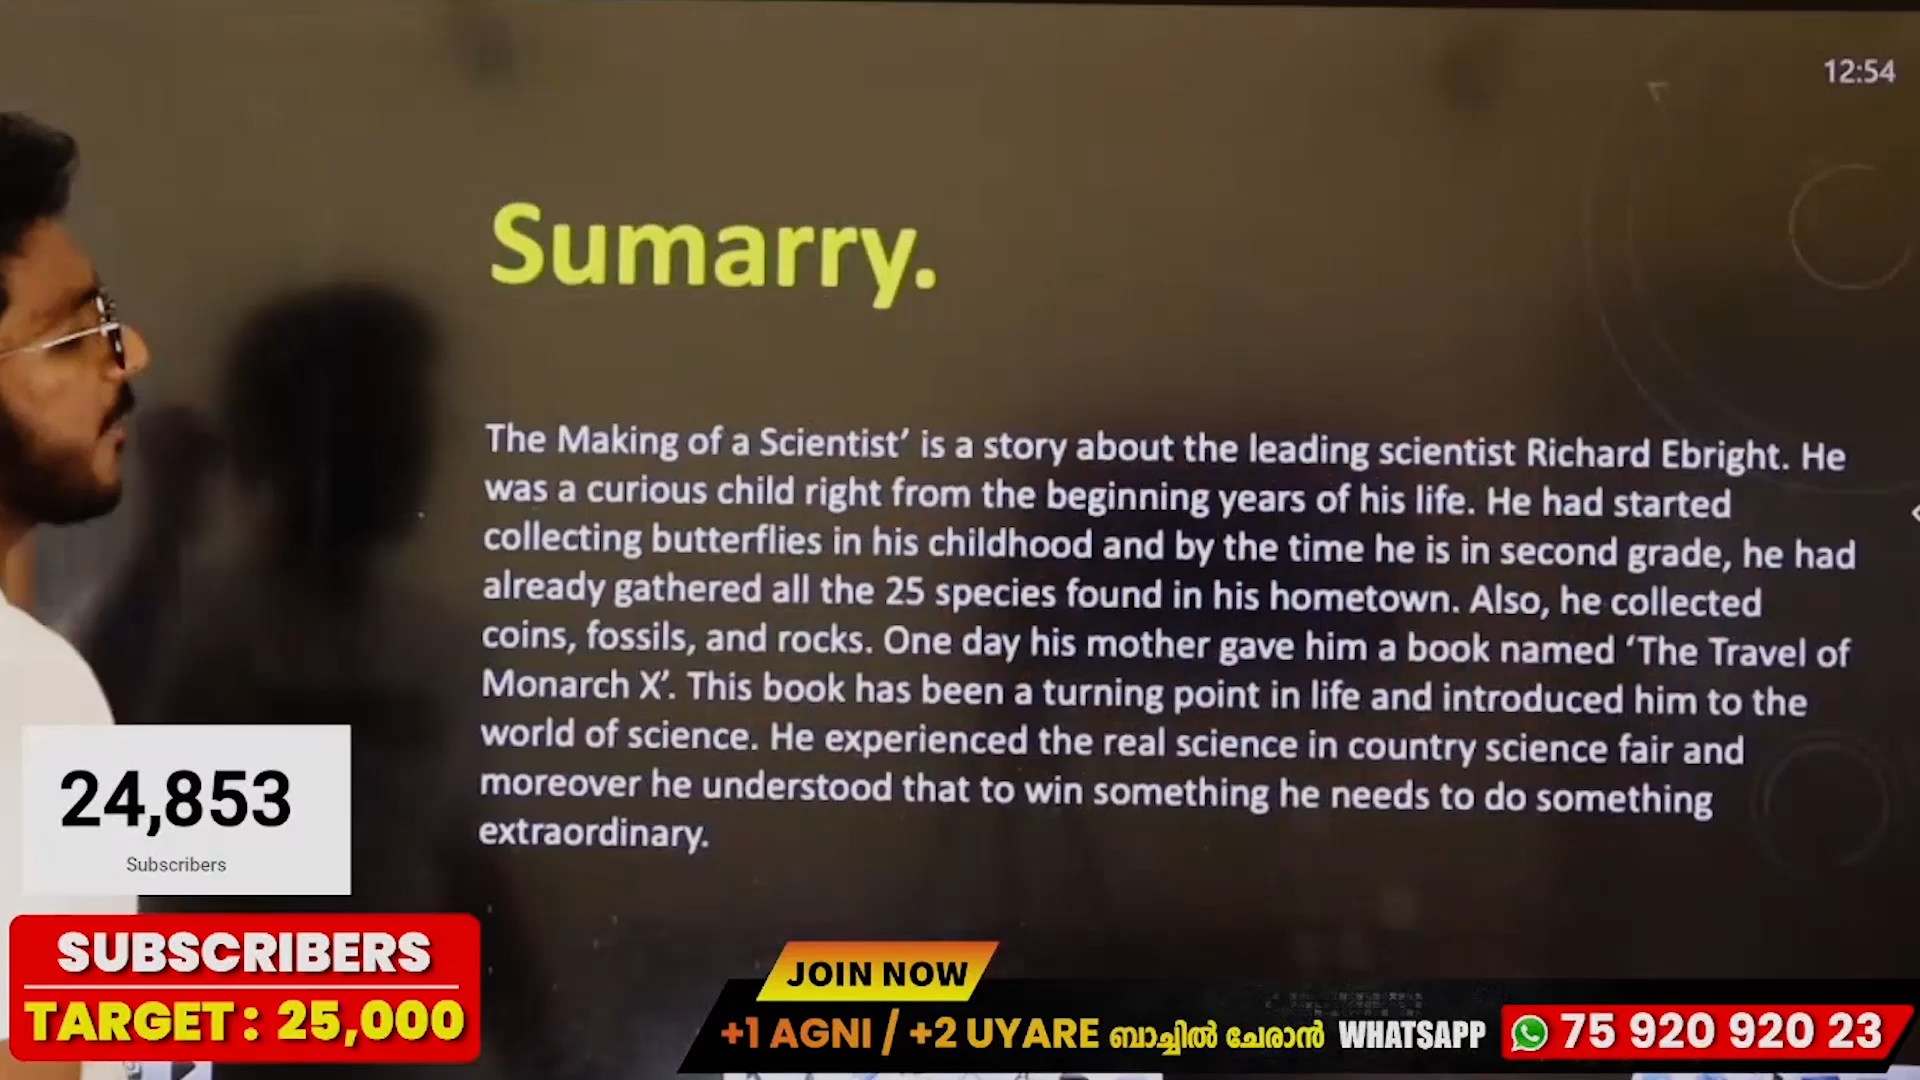 12:54
Sumarry.
The Making of a Scientist’ is a story about the leading scientist Richard Ebright. He
was a curious child right from the beginning years of his life. He had started
collecting butterflies in his childhood and by the time he is in second grade, he had
already gathered all the 25 species found in his hometown. Also, he collected
coins, fossils, and rocks. One day his mother gave him a book named ‘The Travel of
Monarch X’. This book has been a turning point in life and introduced him to the
world of science. He experienced the real science in country science fair and
moreover he understood that to win something he needs to do something
extraordinary.
24,853
Subscribers
SUBSCRIBERS
TARGET : 25,000
JOIN NOW
+1 AGNI / +2 UYARE ബാച്ചിൽ ചേരാൻ WHATSAPP 75 920 920 23